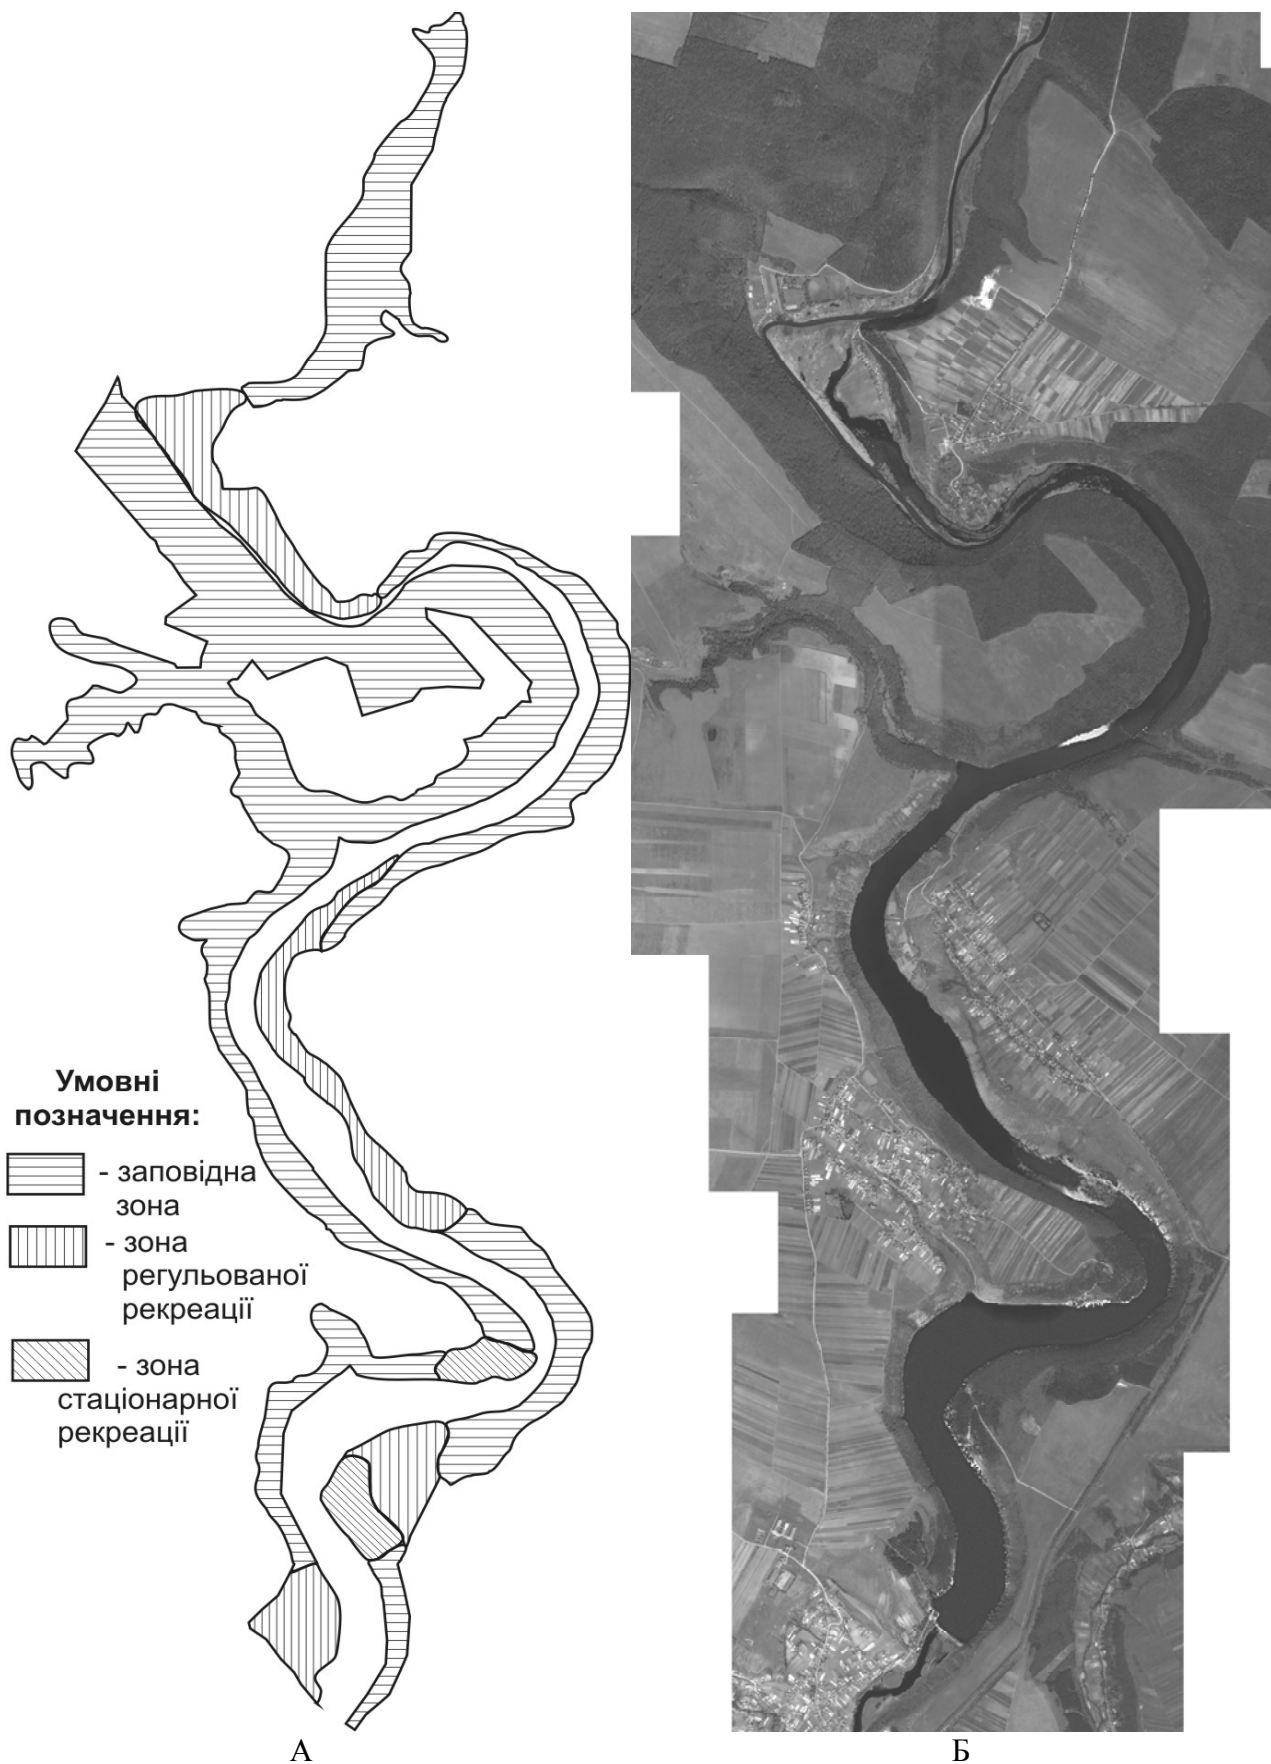 Умовні
позначення:
- заповідна
зона
- зона
регульованої
рекреації
- зона
стаціонарної
рекреації
А
Б